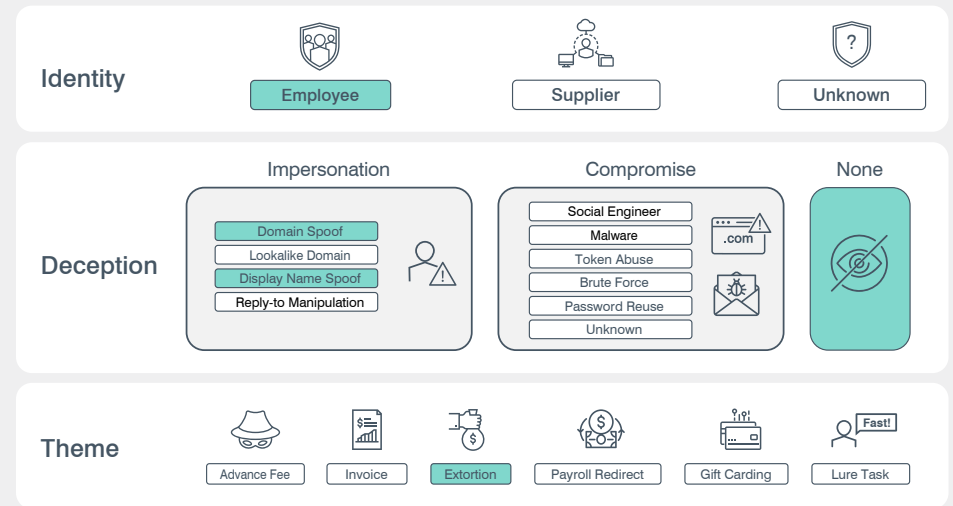 Identity
?
Employee
Supplier
Unknown
Impersonation
Compromise
None
Deception
Domain Spoof
Lookalike Domain
Display Name Spoof
Reply-to Manipulation
!
Social Engineer
Malware
Token Abuse
Brute Force
Password Reuse
Unknown
!
.com
Theme
$
$
$
Fast!
Advance Fee
Invoice
Extortion
Payroll Redirect
Gift Carding
Lure Task